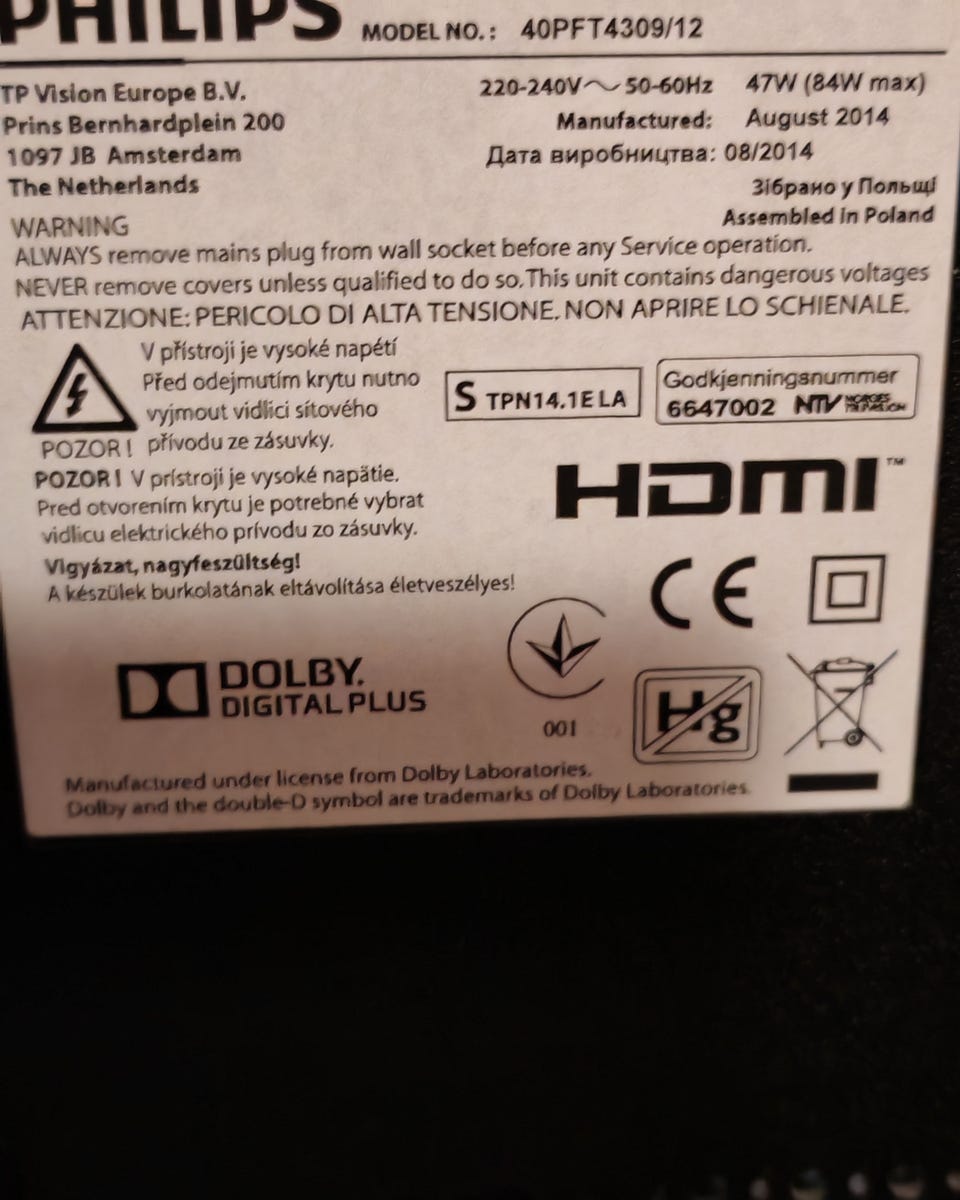 PHILIPS MODEL NO.: 40PFT4309/12
TP Vision Europe B.V.
Prins Bernhardplein 200
1097 JB Amsterdam
The Netherlands
220-240V～ 50-60Hz 47W (84W max)
Manufactured: August 2014
Дата виробництва: 08/2014
Зібрано у Польщі
Assembled in Poland
WARNING
ALWAYS remove mains plug from wall socket before any Service operation.
NEVER remove covers unless qualified to do so.This unit contains dangerous voltages
ATTENZIONE: PERICOLO DI ALTA TENSIONE. NON APRIRE LO SCHIENALE.
V přístroji je vysoké napétí
Před odejmutím krytu nutno
vyjmout vidlici sítového
POZOR! přívodu ze zásuvky.
POZOR! V prístroji je vysoké napätie.
Pred otvorením krytu je potrebné vybrat
vidlicu elektrického prívodu zo zásuvky.
Vigyázat, nagyfeszültség!
A készülek burkolatának eltávolítása életveszélyes!
S TPN14.1E LA
Godkjenningsnummer
6647002 NTV NORGES TELEVISJON
HDMI™
CE
DOLBY.
DIGITAL PLUS
001
Hg
Manufactured under license from Dolby Laboratories.
Dolby and the double-D symbol are trademarks of Dolby Laboratories.